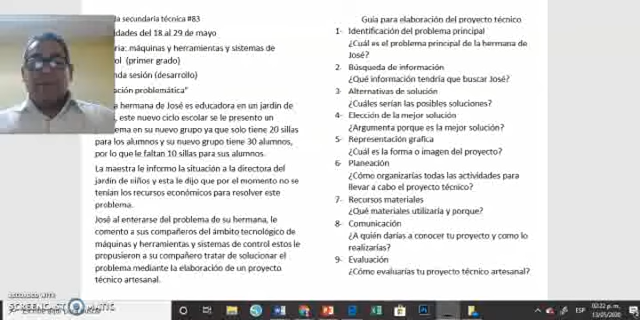 la secundaria técnica #83
idades del 18 al 29 de mayo
ria: máquinas y herramientas y sistemas de
ol (primer grado)
nda sesión (desarrollo)
ación problemática"
a hermana de José es educadora en un jardin de
, este nuevo ciclo escolar se le presento un
ema en su nuevo grupo ya que solo tiene 20 sillas
para los alumnos y su nuevo grupo tiene 30 alumnos,
por lo que le faltan 10 sillas para sus alumnos.
La maestra le informo la situación a la directora del
jardín de niños y esta le dijo que por el momento no se
tenían los recursos económicos para resolver este
problema.
José al enterarse del problema de su hermana, le
comento a sus compañeros del ámbito tecnológico de
máquinas y herramientas y sistemas de control estos le
propusieron a su compañero tratar de solucionar el
problema mediante la elaboración de un proyecto
técnico artesanal.
Guía para elaboración del proyecto técnico
1- Identificación del problema principal
¿Cuál es el problema principal de la hermana de
José?
2- Búsqueda de información
¿Qué información tendría que buscar José?
3- Alternativas de solución
¿Cuáles serían las posibles soluciones?
4- Elección de la mejor solución
¿Argumenta porque es la mejor solución?
5- Representación grafica
¿Cuál es la forma o imagen del proyecto?
6- Planeación
¿Cómo organizarías todas las actividades para
llevar a cabo el proyecto técnico?
7- Recursos materiales
¿Qué materiales utilizaría y porque?
8- Comunicación
¿A quién darías a conocer tu proyecto y como lo
realizarías?
9- Evaluación
¿Cómo evaluarías tu proyecto técnico artesanal?
SCREENCAST-O-MATIC
ESP
02:22 p. m.
13/05/2020